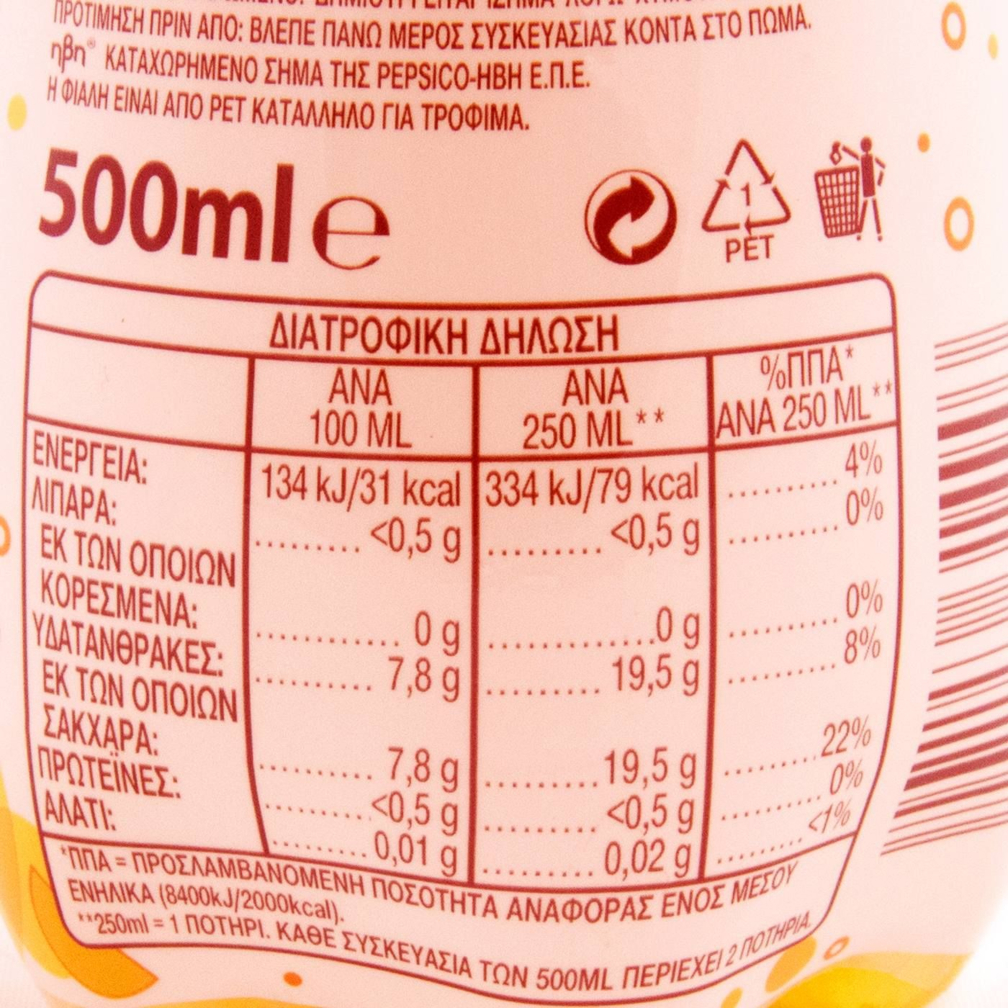 ΠΡΟΤΙΜΗΣΗ ΠΡΙΝ ΑΠΟ: ΒΛΕΠΕ ΠΑΝΩ ΜΕΡΟΣ ΣΥΣΚΕΥΑΣΙΑΣ ΚΟΝΤΑ ΣΤΟ ΠΩΜΑ.
ηβη® ΚΑΤΑΧΩΡΗΜΕΝΟ ΣΗΜΑ ΤΗΣ PEPSICO-ΗΒΗ Ε.Π.Ε.
Η ΦΙΑΛΗ ΕΙΝΑΙ ΑΠΟ PET ΚΑΤΑΛΛΗΛΟ ΓΙΑ ΤΡΟΦΙΜΑ.
500ml e
1
PET
ΔΙΑΤΡΟΦΙΚΗ ΔΗΛΩΣΗ
ΑΝΑ 100 ML ΑΝΑ 250 ML** %ΠΠΑ* ΑΝΑ 250 ML**
ΕΝΕΡΓΕΙΑ: 134 kJ/31 kcal 334 kJ/79 kcal ......... 4%
ΛΙΠΑΡΑ: ......... <0,5 g .......... <0,5 g ......... 0%
ΕΚ ΤΩΝ ΟΠΟΙΩΝ
ΚΟΡΕΣΜΕΝΑ: ............ 0 g ..............0 g ......... 0%
ΥΔΑΤΑΝΘΡΑΚΕΣ: .......... 7,8 g .......... 19,5 g ......... 8%
ΕΚ ΤΩΝ ΟΠΟΙΩΝ
ΣΑΚΧΑΡΑ: .......... 7,8 g .......... 19,5 g ........ 22%
ΠΡΩΤΕΪΝΕΣ: .........<0,5 g .......... <0,5 g ......... 0%
ΑΛΑΤΙ: ........ 0,01 g .......... 0,02 g ........ <1%
*ΠΠΑ = ΠΡΟΣΛΑΜΒΑΝΟΜΕΝΗ ΠΟΣΟΤΗΤΑ ΑΝΑΦΟΡΑΣ ΕΝΟΣ ΜΕΣΟΥ
ΕΝΗΛΙΚΑ (8400kJ/2000kcal).
**250ml = 1 ΠΟΤΗΡΙ. ΚΑΘΕ ΣΥΣΚΕΥΑΣΙΑ ΤΩΝ 500ML ΠΕΡΙΕΧΕΙ 2 ΠΟΤΗΡΙΑ.